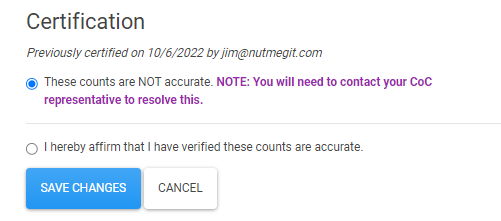 Certification
Previously certified on 10/6/2022 by jim@nutmegit.com
These counts are NOT accurate. NOTE: You will need to contact your CoC
representative to resolve this.
I hereby affirm that I have verified these counts are accurate.
SAVE CHANGES CANCEL